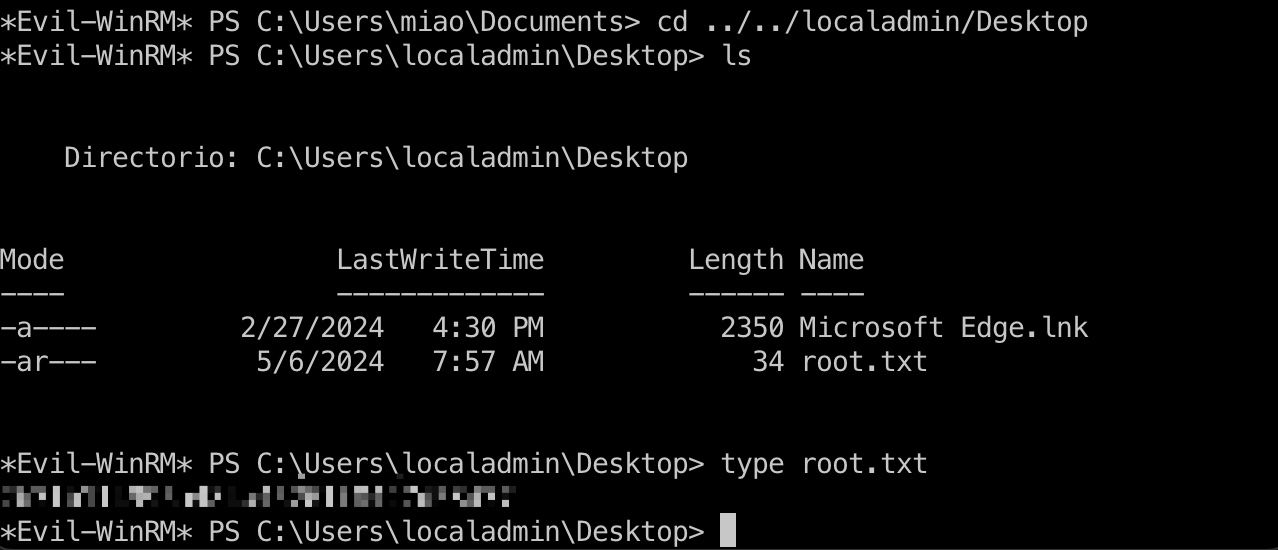 *Evil-WinRM* PS C:\Users\miao\Documents> cd ../../localadmin/Desktop
*Evil-WinRM* PS C:\Users\localadmin\Desktop> ls
Directorio: C:\Users\localadmin\Desktop
Mode                 LastWriteTime         Length Name
----                 -------------         ------ ----
-a----         2/27/2024   4:30 PM           2350 Microsoft Edge.lnk
-ar---          5/6/2024   7:57 AM             34 root.txt
*Evil-WinRM* PS C:\Users\localadmin\Desktop> type root.txt
*Evil-WinRM* PS C:\Users\localadmin\Desktop>